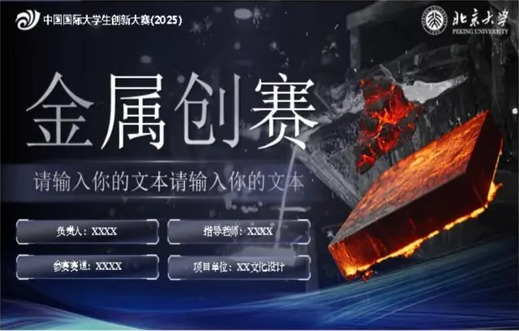 中国国际大学生创新大赛(2025)
北京大学
PEKING UNIVERSITY
金属创赛
请输入你的文本请输入你的文本
负责人：XXXX
指导老师：XXXX
参赛赛道：XXXX
项目单位：XX文化设计